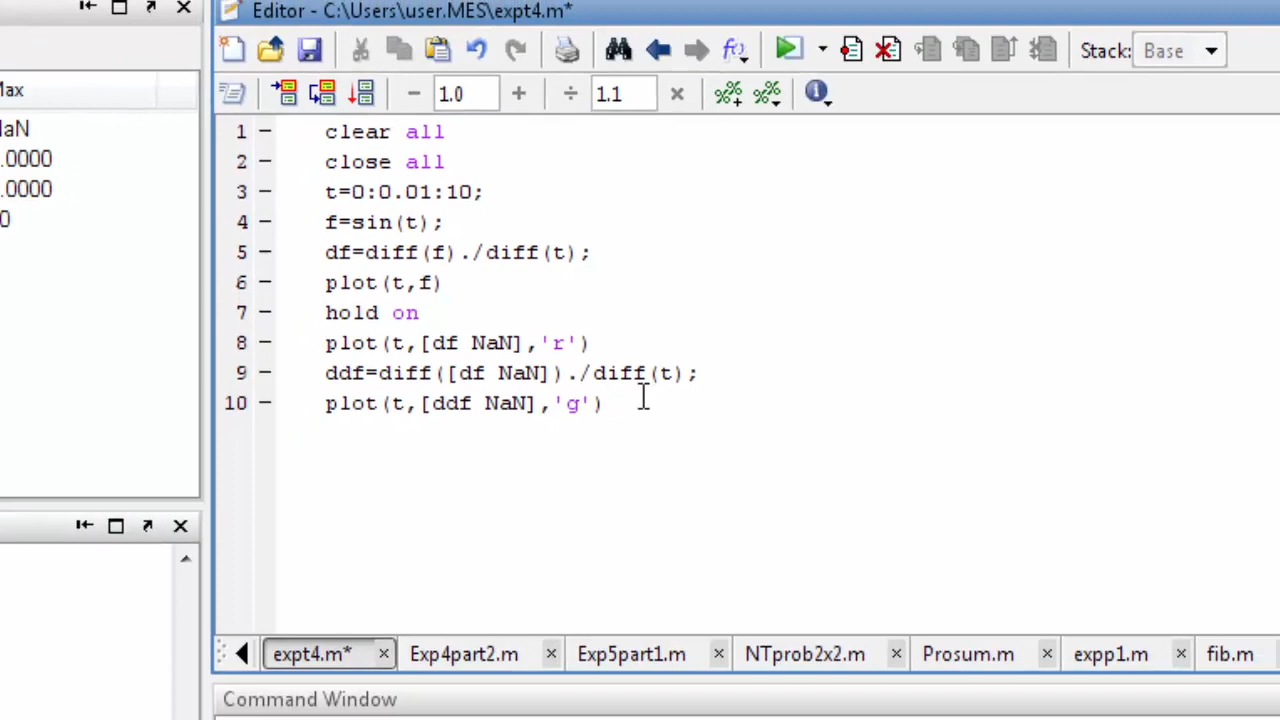 Editor - C:\Users\user.MES\expt4.m*
Stack: Base
1.0
1.1
1 - clear all
2 - close all
3 - t=0:0.01:10;
4 - f=sin(t);
5 - df=diff(f)./diff(t);
6 - plot(t,f)
7 - hold on
8 - plot(t,[df NaN],'r')
9 - ddf=diff([df NaN])./diff(t);
10 - plot(t,[ddf NaN],'g')
.0000
.0000
0
expt4.m* Exp4part2.m Exp5part1.m NTprob2x2.m Prosum.m expp1.m fib.m
Command Window